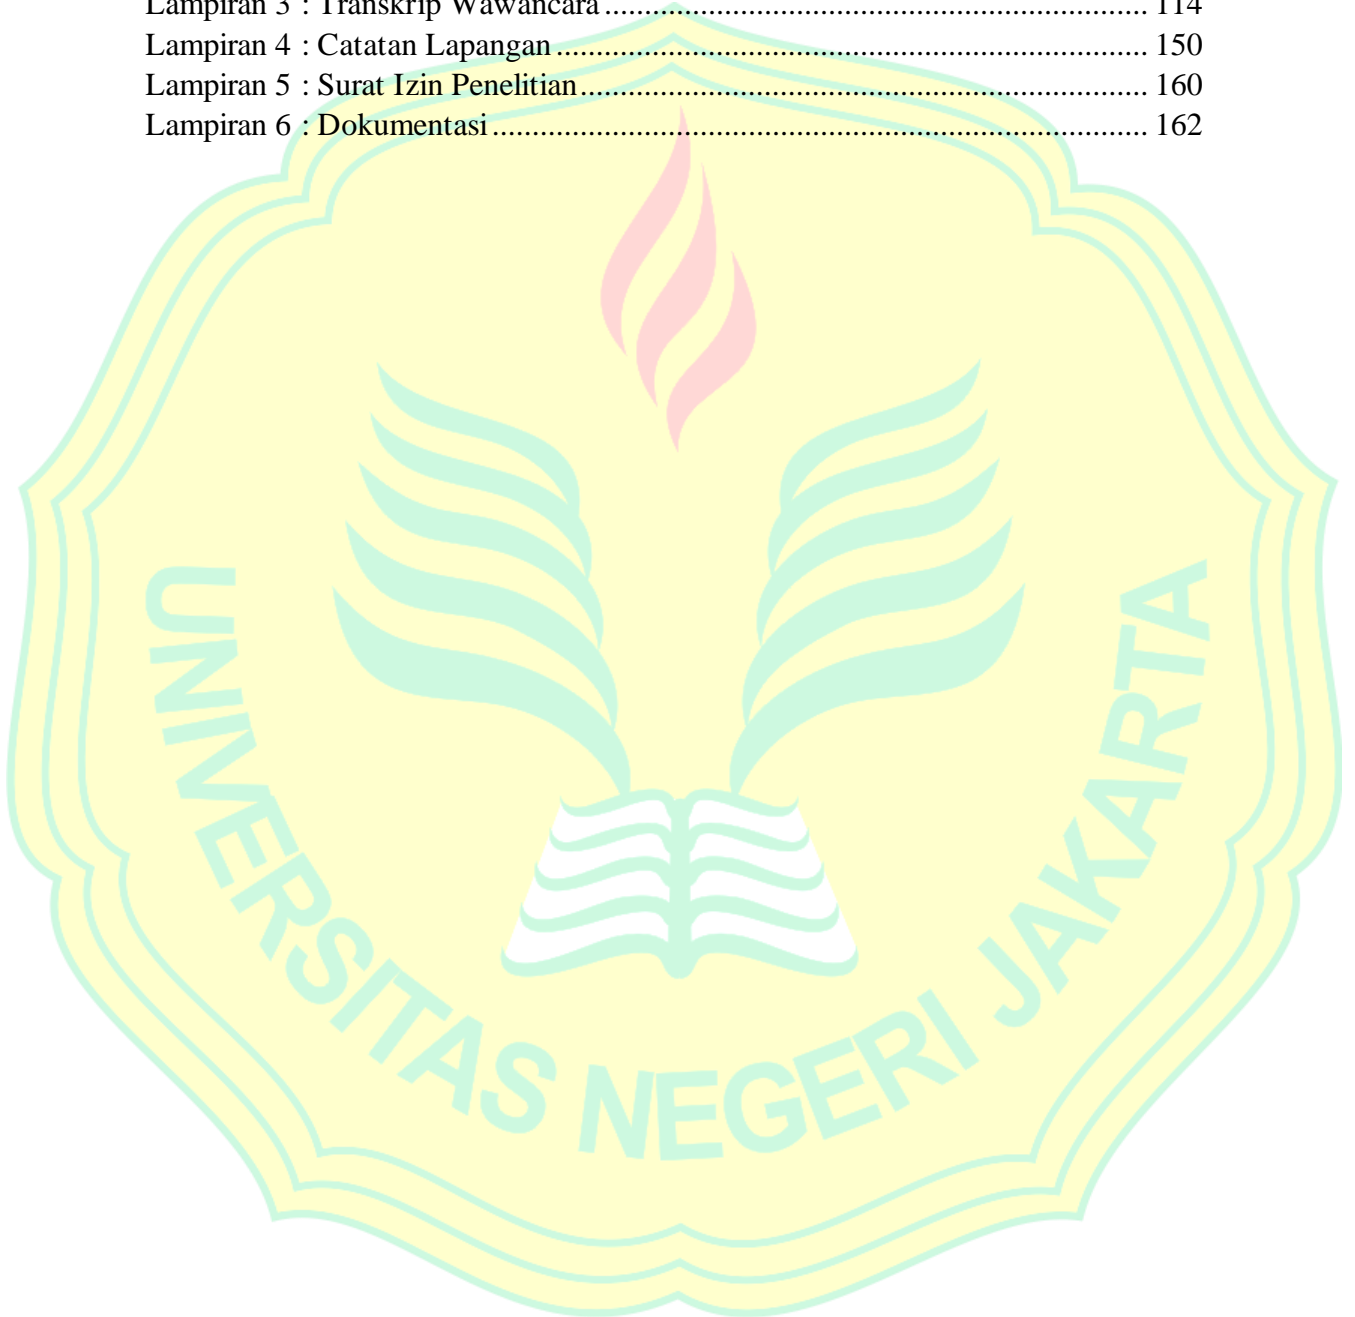 Lampiran 3 : Transkrip Wawancara ................................................................... 114
Lampiran 4 : Catatan Lapangan .......................................................................... 150
Lampiran 5 : Surat Izin Penelitian....................................................................... 160
Lampiran 6 : Dokumentasi .................................................................................. 162
UNIVERSITAS NEGERI JAKARTA